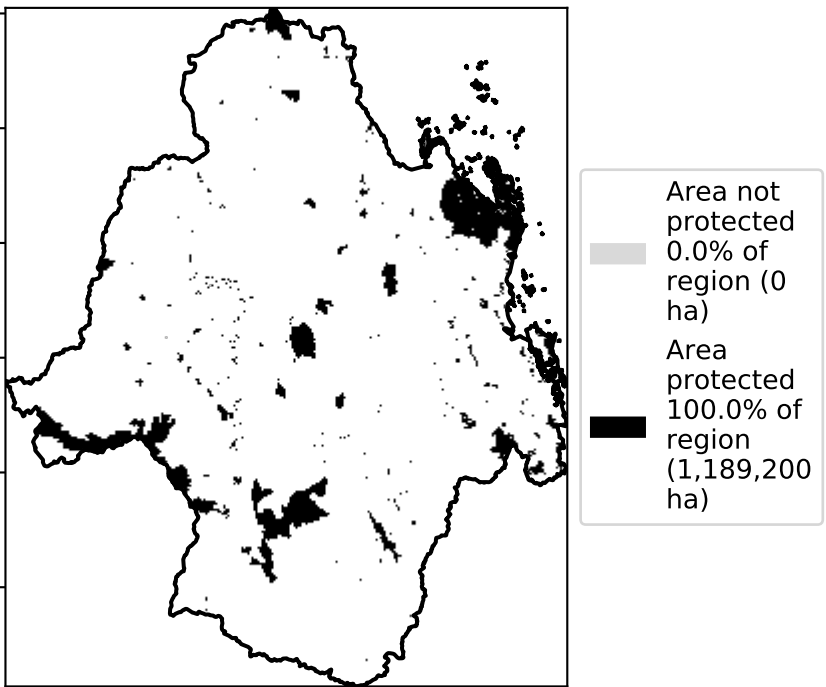 Area not
protected
0.0% of
region (0
ha)
Area
protected
100.0% of
region
(1,189,200
ha)